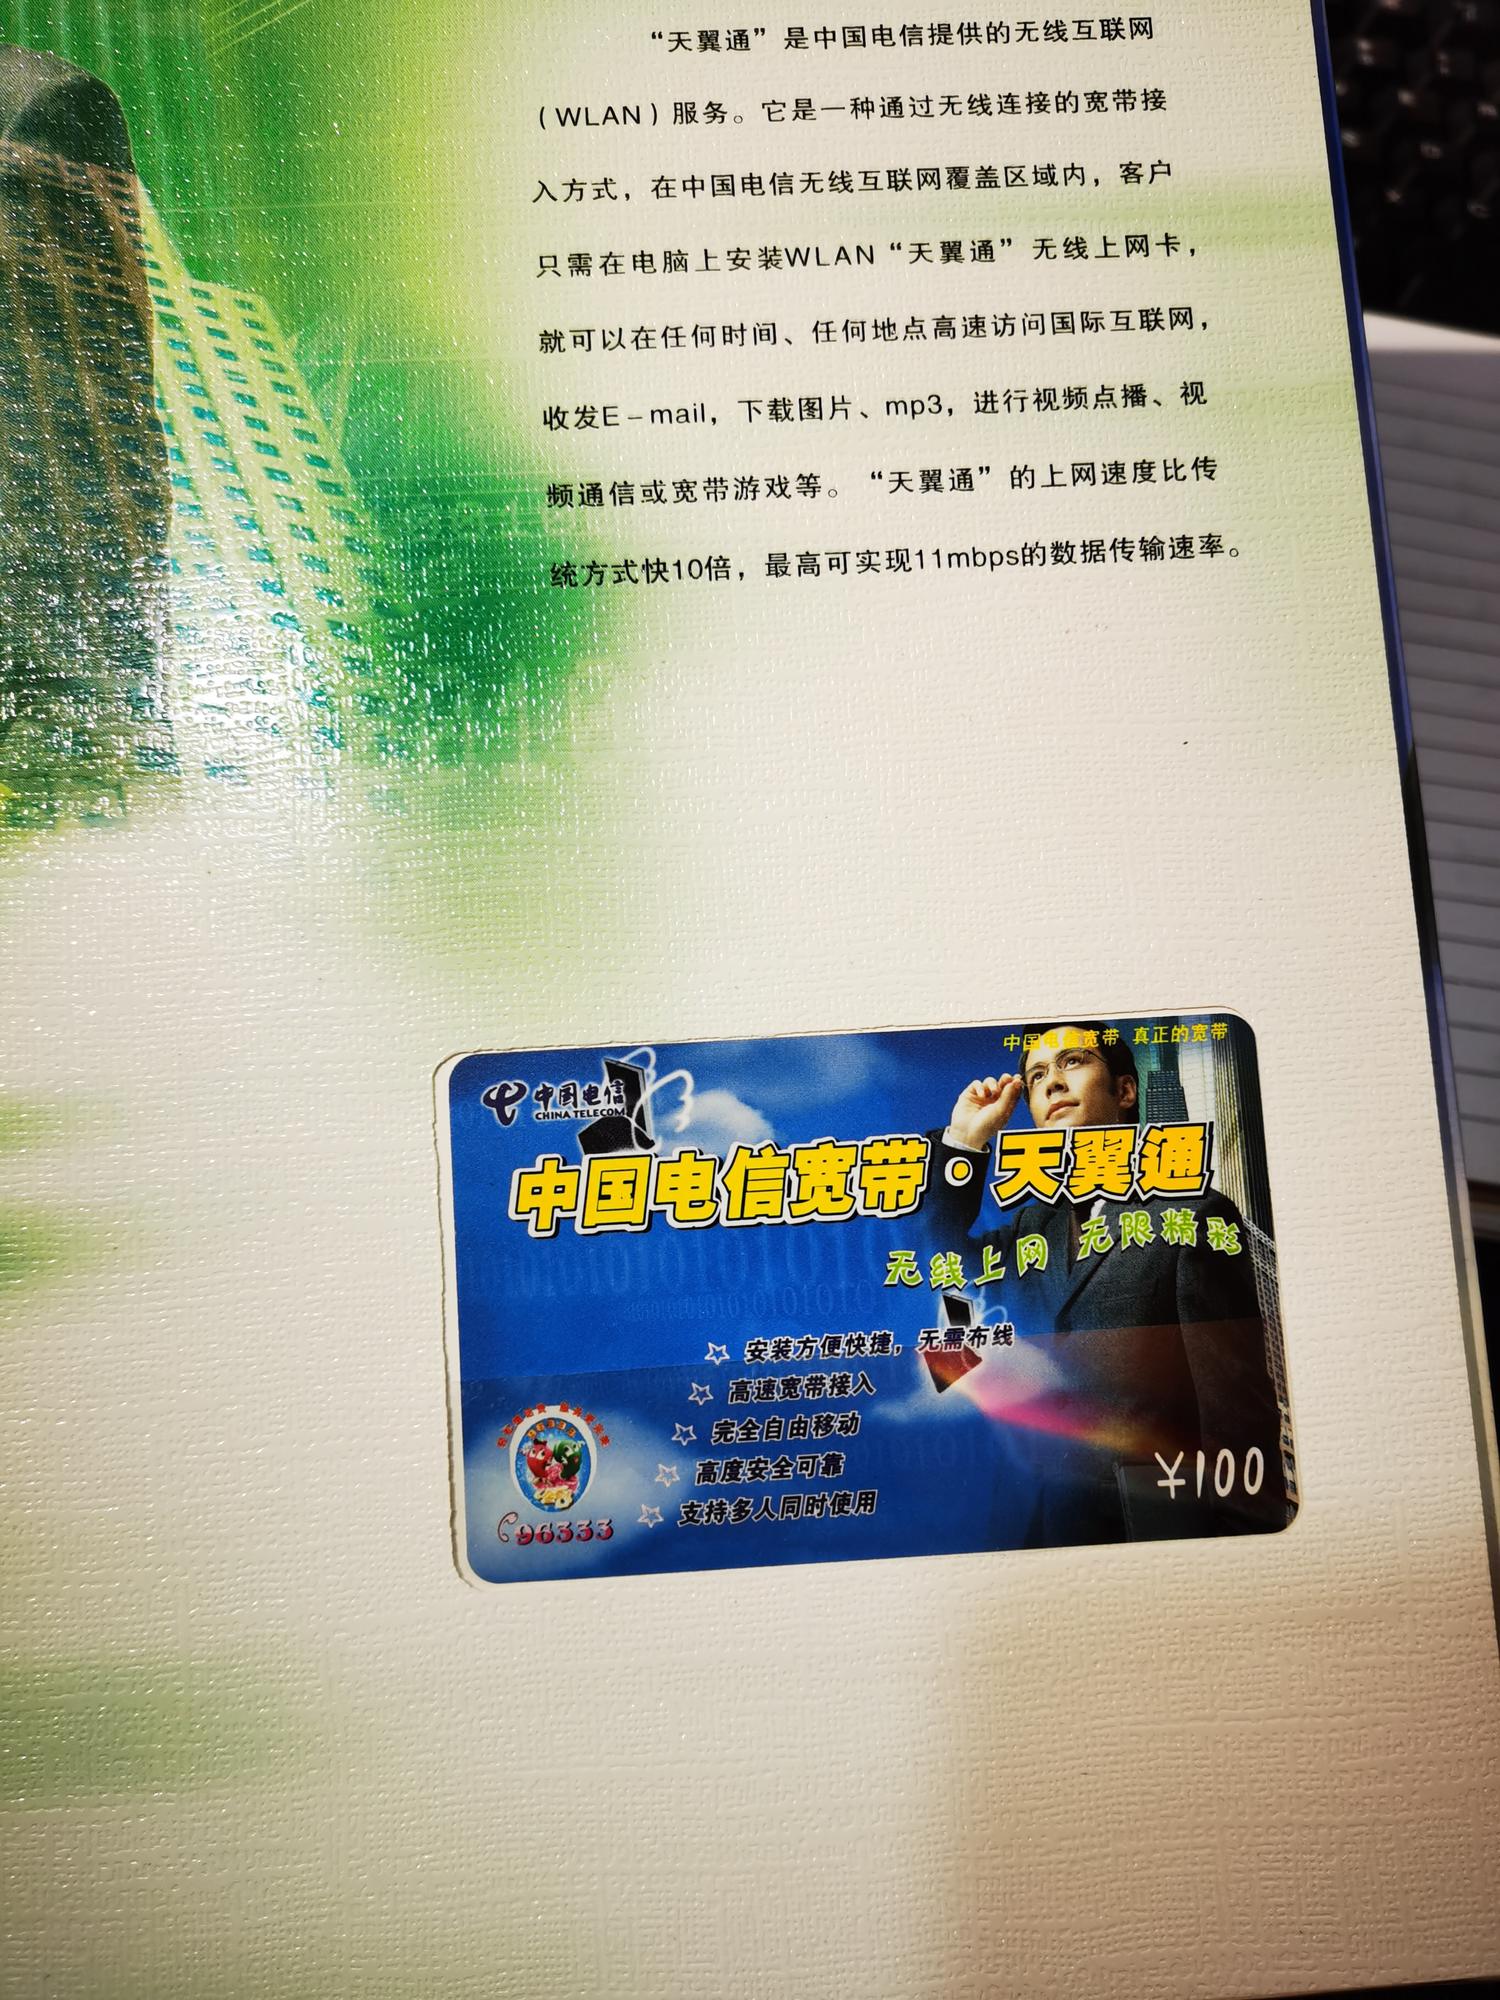 “天翼通”是中国电信提供的无线互联网
（WLAN）服务。它是一种通过无线连接的宽带接
入方式，在中国电信无线互联网覆盖区域内，客户
只需在电脑上安装WLAN“天翼通”无线上网卡，
就可以在任何时间、任何地点高速访问国际互联网，
收发E－mail，下载图片、mp3，进行视频点播、视
频通信或宽带游戏等。“天翼通”的上网速度比传
统方式快10倍，最高可实现11mbps的数据传输速率。
中国电信宽带 真正的宽带
中国电信
CHINA TELECOM
中国电信宽带·天翼通
无线上网 无限精彩
☆ 安装方便快捷，无需布线
☆ 高速宽带接入
☆ 完全自由移动
☆ 高度安全可靠
☆ 支持多人同时使用
96333
¥100